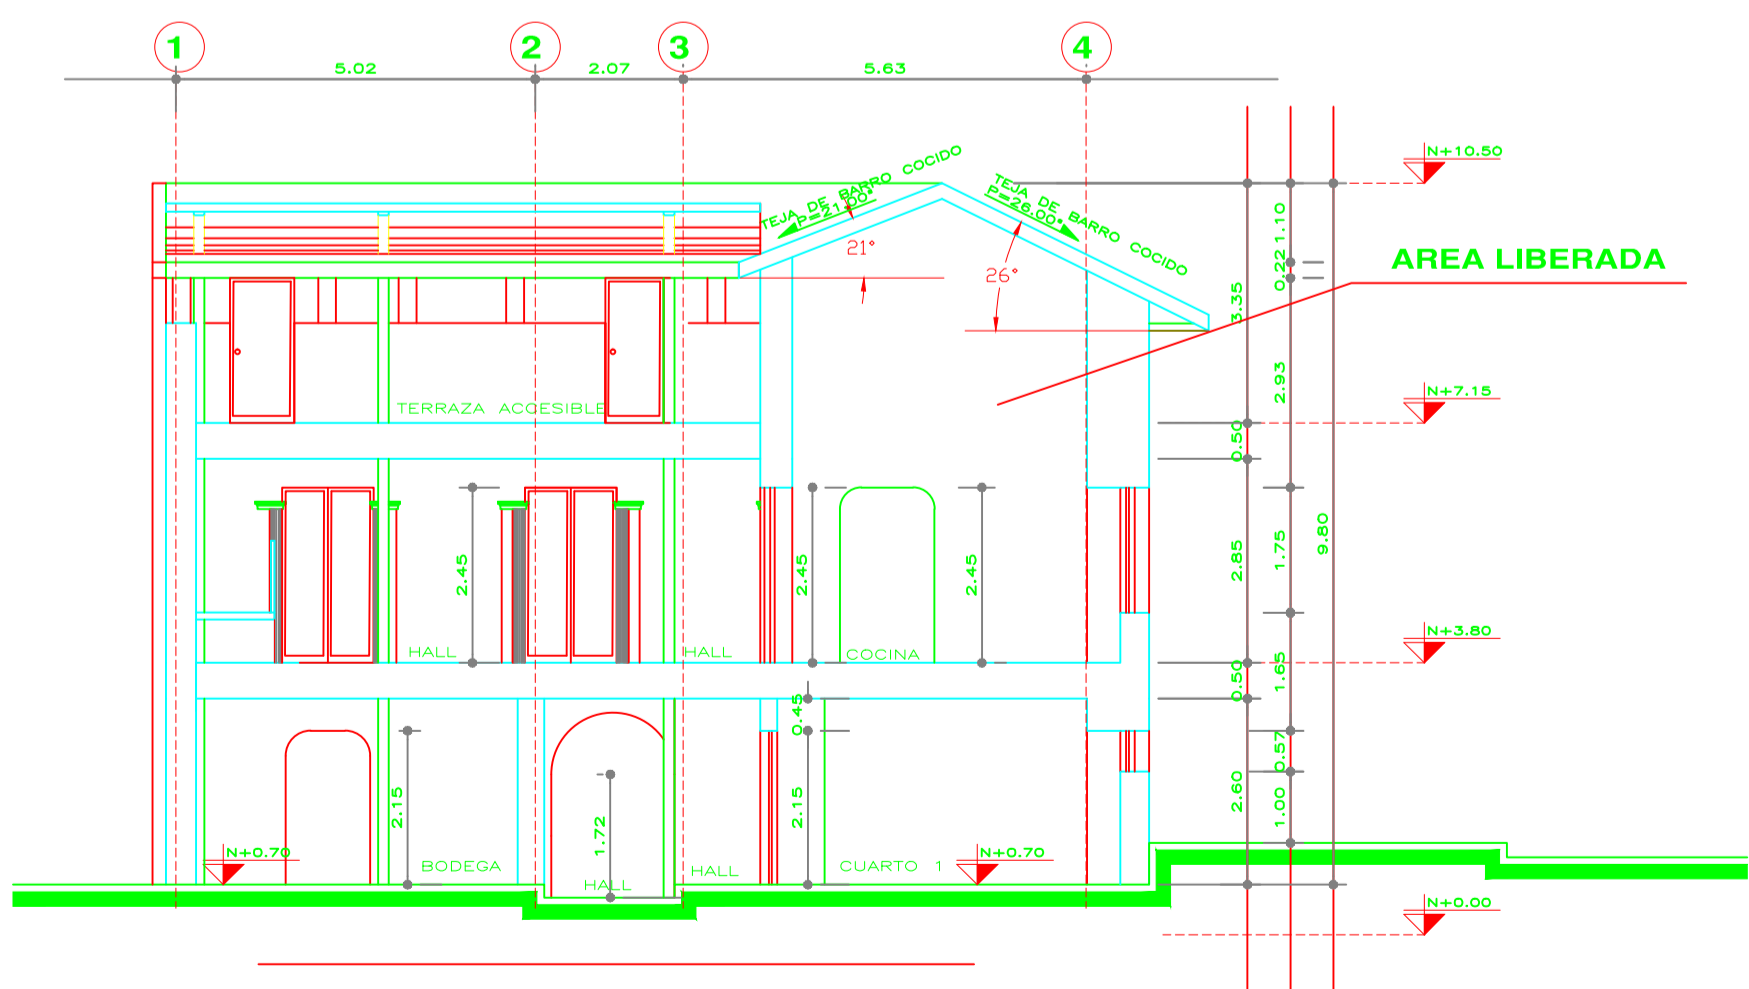 1 2 3 4
5.02 2.07 5.63
N+10.50
TEJA DE BARRO COCIDO
P=21.00°
TEJA DE BARRO COCIDO
P=26.00°
21°
26°
1.10
0.22
AREA LIBERADA
3.35
2.93
N+7.15
TERRAZA ACCESIBLE
0.50
2.45
2.45
2.45
2.85
1.75
9.80
HALL
HALL
COCINA
N+3.80
0.50
1.65
0.45
0.57
2.15
1.72
2.15
2.60
1.00
N+0.70
BODEGA
HALL
HALL
CUARTO 1
N+0.70
N+0.00